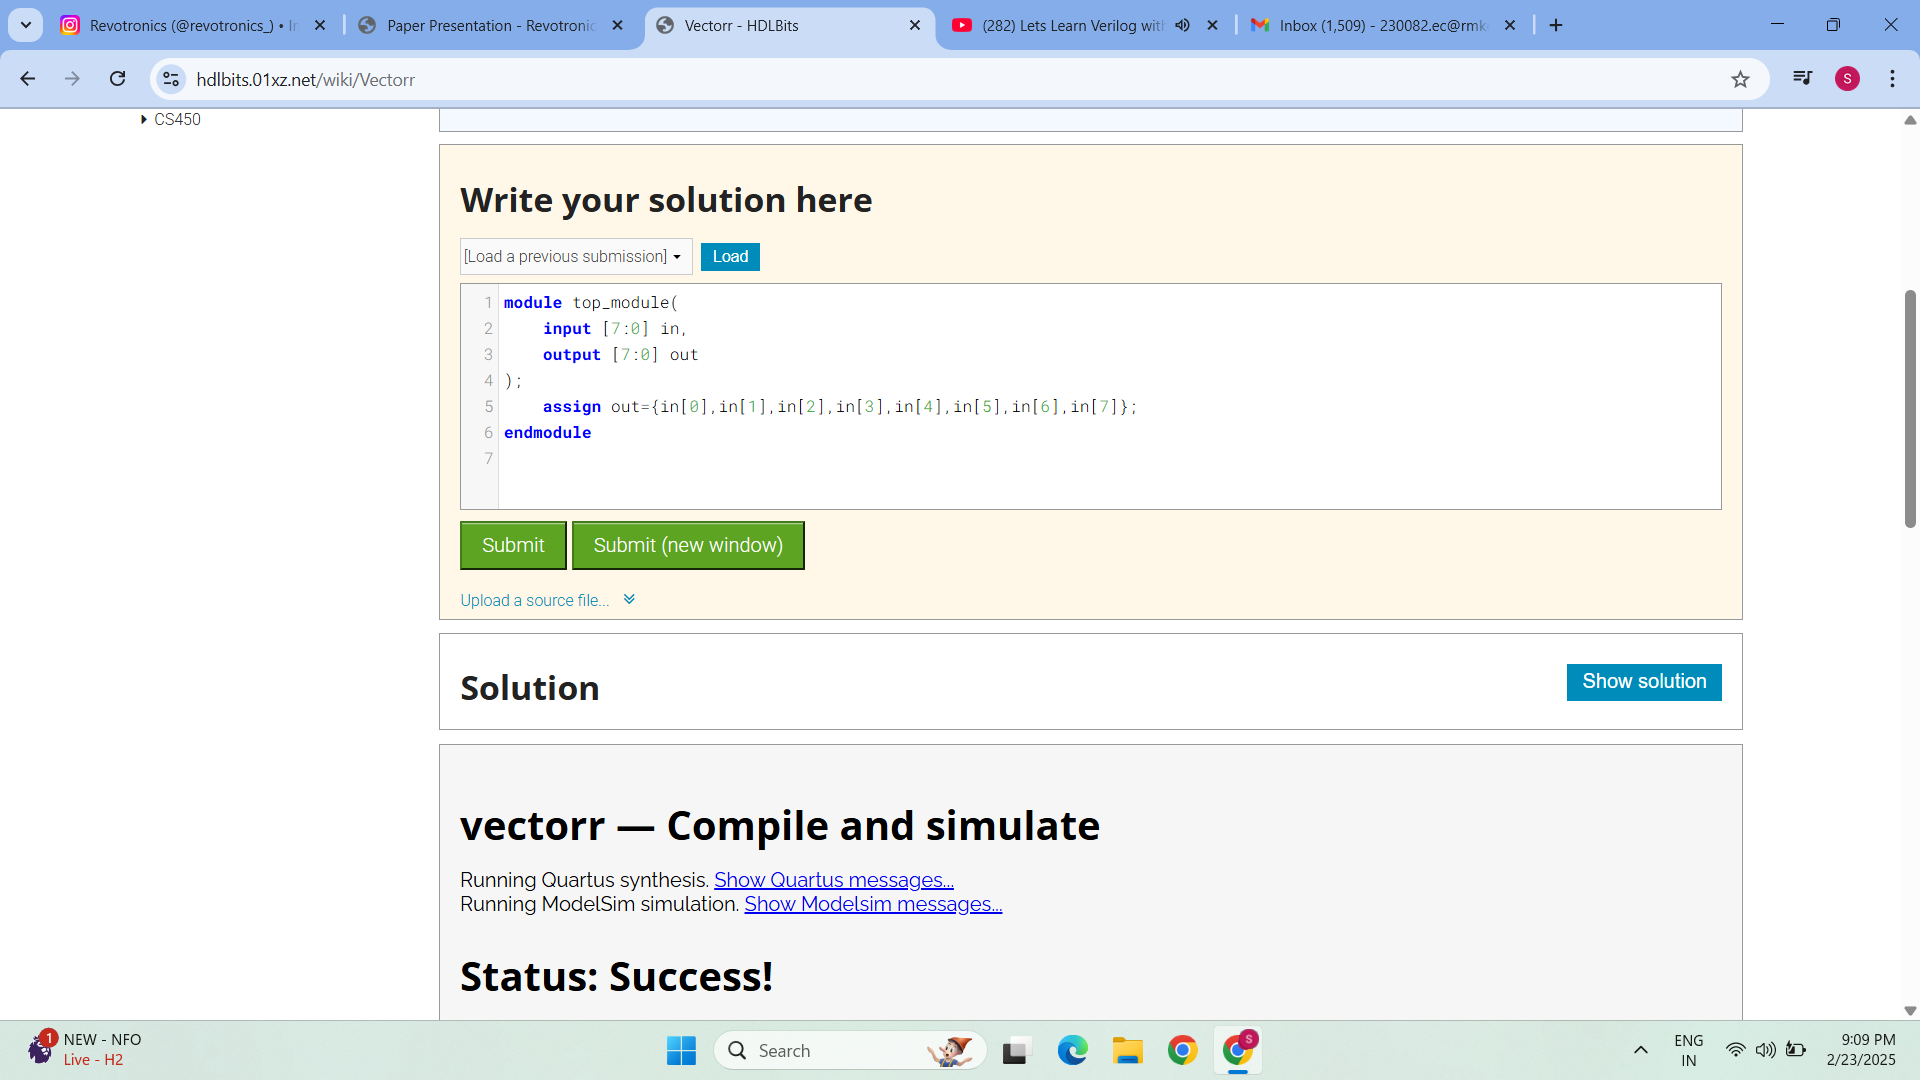 Revotronics (@revotronics_) • In
Paper Presentation - Revotronic
Vectorr - HDLBits
(282) Lets Learn Verilog with
Inbox (1,509) - 230082.ec@rmk
hdlbits.01xz.net/wiki/Vectorr
S
CS450
Write your solution here
[Load a previous submission]
Load
1 module top_module(
2 input [7:0] in,
3 output [7:0] out
4 );
5 assign out={in[0],in[1],in[2],in[3],in[4],in[5],in[6],in[7]};
6 endmodule
7
Submit
Submit (new window)
Upload a source file...
Solution
Show solution
vectorr — Compile and simulate
Running Quartus synthesis. Show Quartus messages...
Running ModelSim simulation. Show Modelsim messages...
Status: Success!
1
NEW - NFO
Live - H2
Search
S
ENG
IN
9:09 PM
2/23/2025